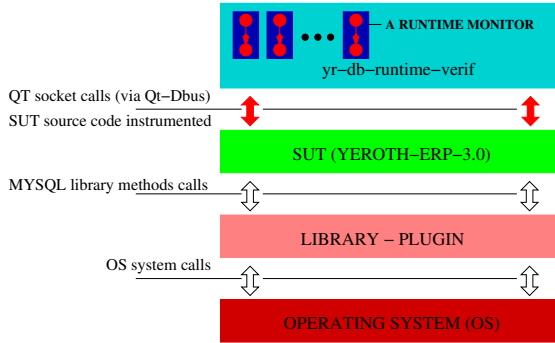 A RUNTIME MONITOR
yr−db−runtime−verif
QT socket calls (via Qt−Dbus)
SUT source code instrumented
SUT (YEROTH−ERP−3.0)
MYSQL library methods calls
LIBRARY − PLUGIN
OS system calls
OPERATING SYSTEM (OS)